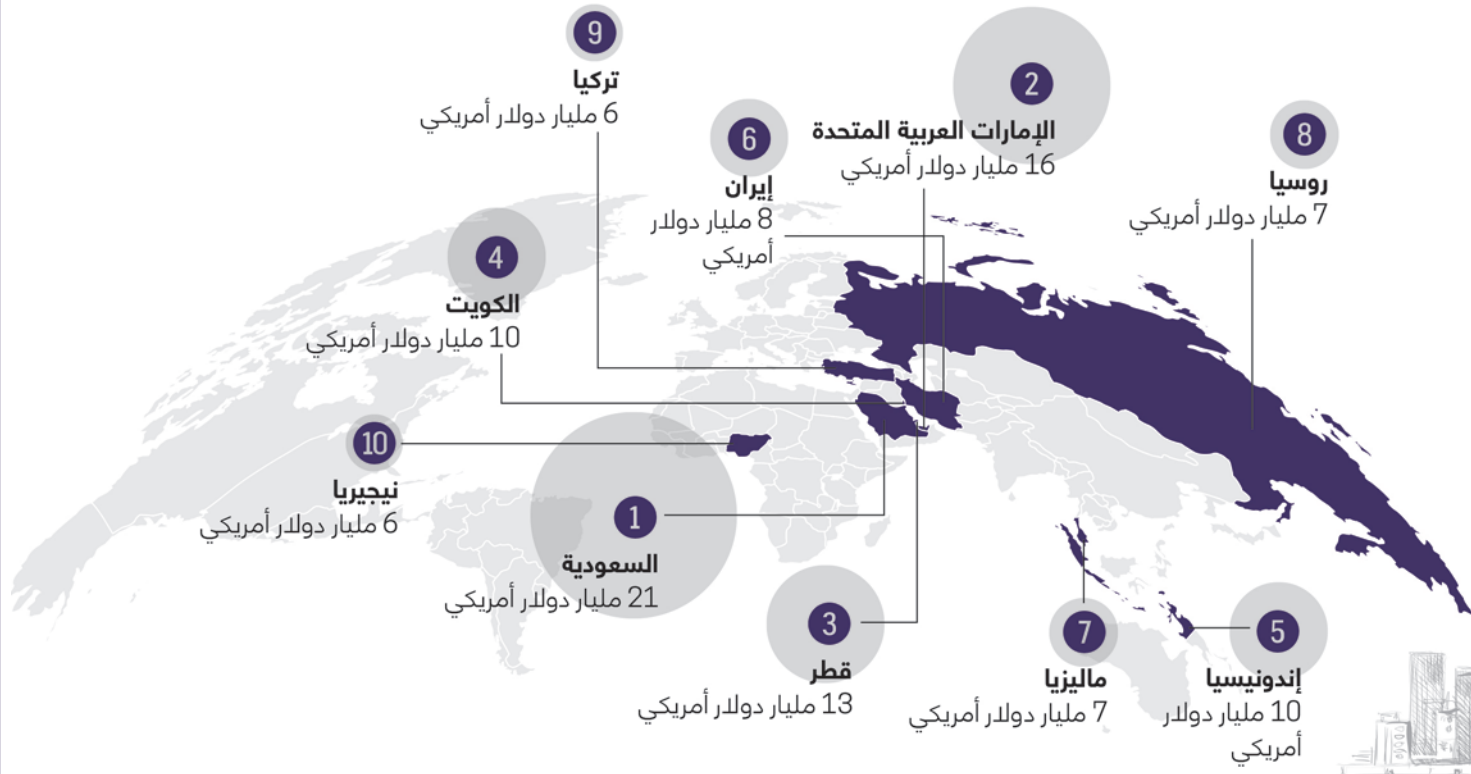 9
تركيا
6 مليار دولار أمريكي
2
الإمارات العربية المتحدة
16 مليار دولار أمريكي
8
روسيا
7 مليار دولار أمريكي
6
إيران
8 مليار دولار
أمريكي
4
الكويت
10 مليار دولار أمريكي
10
نيجيريا
6 مليار دولار أمريكي
1
السعودية
21 مليار دولار أمريكي
3
قطر
13 مليار دولار أمريكي
7
ماليزيا
7 مليار دولار أمريكي
5
إندونيسيا
10 مليار دولار
أمريكي